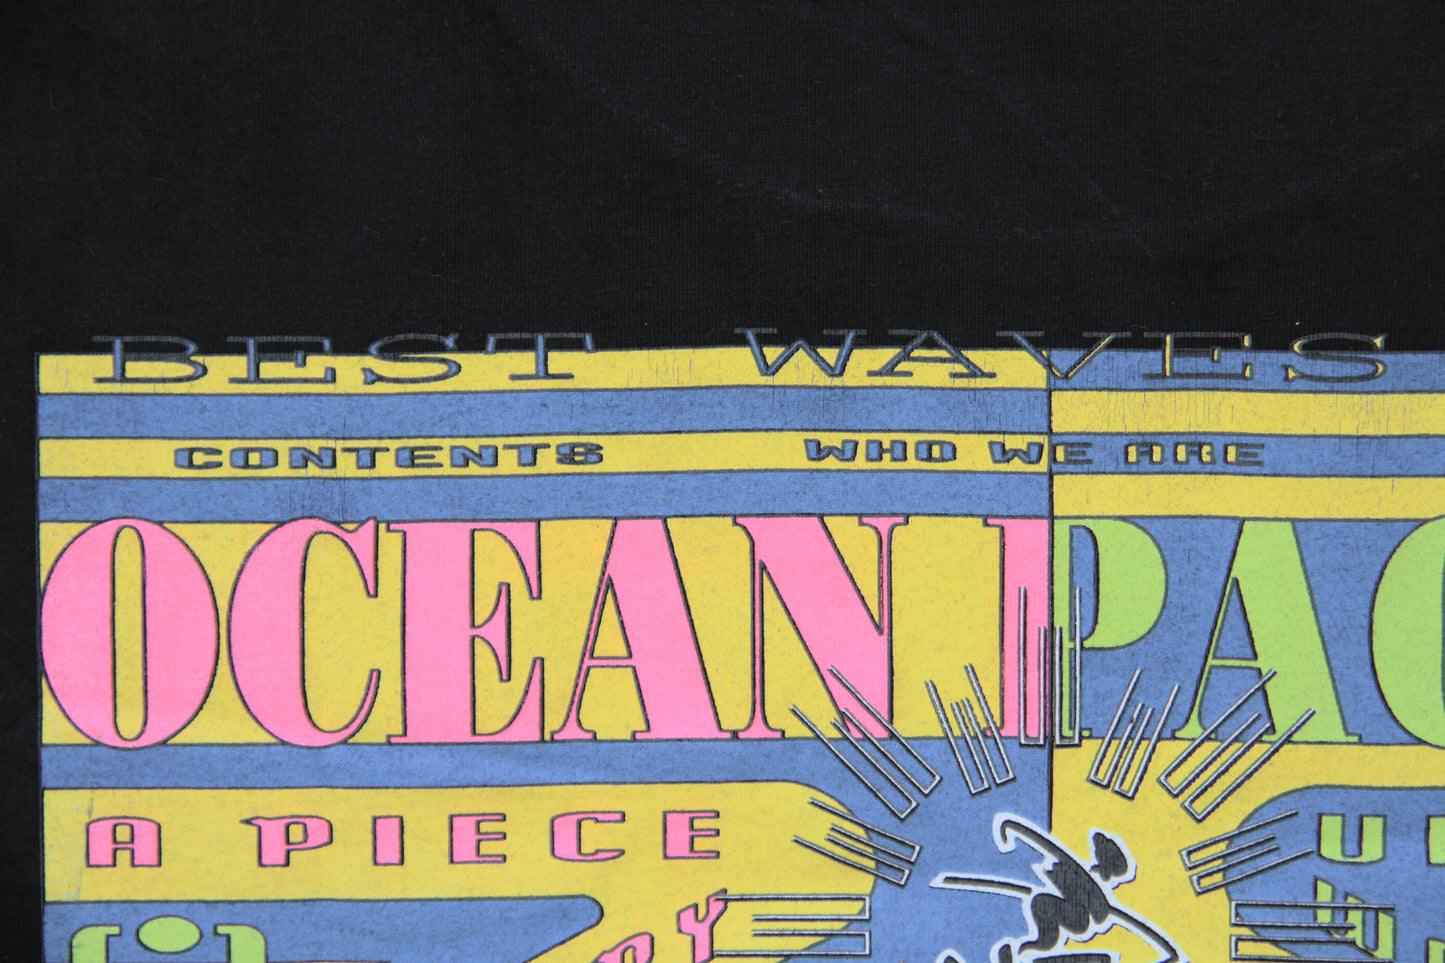 BEST WAVES
CONTENTS WHO WE ARE
OCEAN PAC
A PIECE